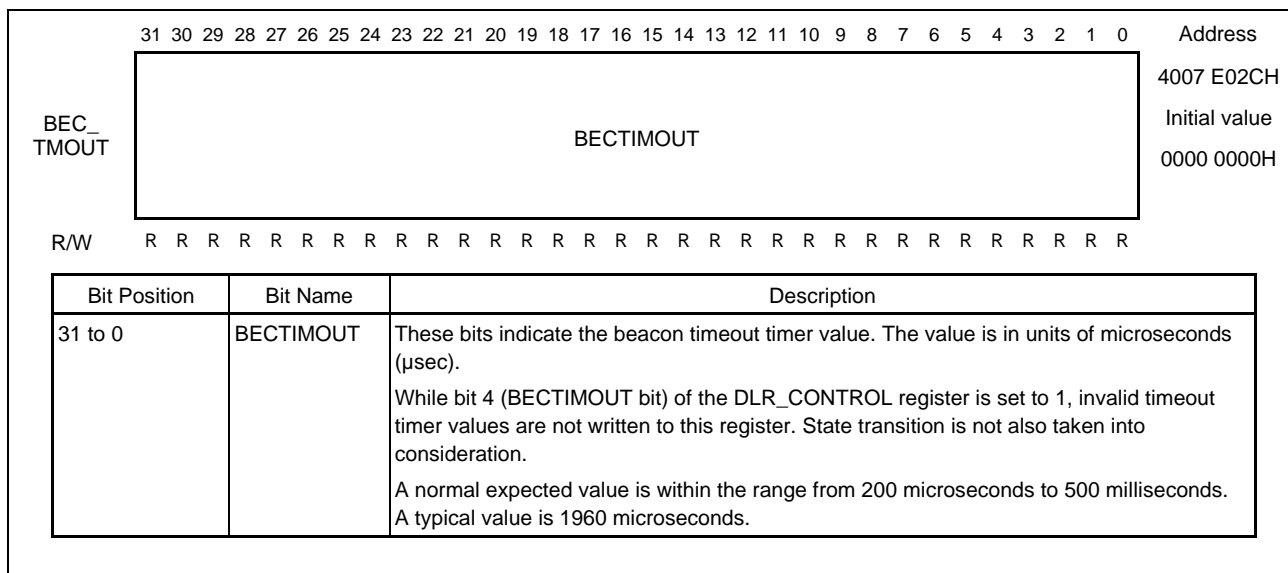 31 30 29 28 27 26 25 24 23 22 21 20 19 18 17 16 15 14 13 12 11 10 9 8 7 6 5 4 3 2 1 0 Address
4007 E02CH
BEC_
TMOUT
BECTIMOUT
Initial value
0000 0000H
R/W R R R R R R R R R R R R R R R R R R R R R R R R R R R R R R R R
Bit Position Bit Name Description
31 to 0 BECTIMOUT These bits indicate the beacon timeout timer value. The value is in units of microseconds
(μsec).
While bit 4 (BECTIMOUT bit) of the DLR_CONTROL register is set to 1, invalid timeout
timer values are not written to this register. State transition is not also taken into
consideration.
A normal expected value is within the range from 200 microseconds to 500 milliseconds.
A typical value is 1960 microseconds.